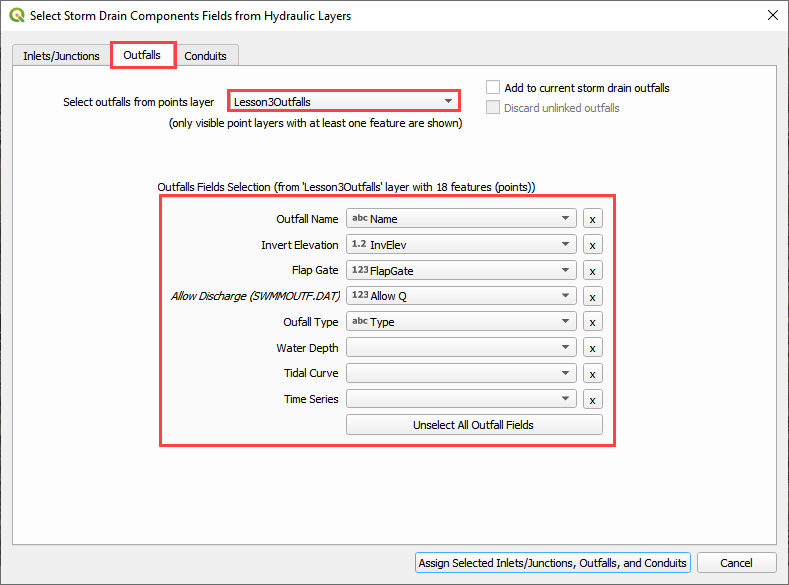 Select Storm Drain Components Fields from Hydraulic Layers
Inlets/Junctions Outfalls Conduits
Select outfalls from points layer Lesson3Outfalls
Add to current storm drain outfalls
Discard unlinked outfalls
(only visible point layers with at least one feature are shown)
Outfalls Fields Selection (from 'Lesson3Outfalls' layer with 18 features (points))
Outfall Name abc Name x
Invert Elevation 1.2 InvElev x
Flap Gate 123 FlapGate x
Allow Discharge (SWMMOUTF.DAT) 123 Allow Q x
Oufall Type abc Type x
Water Depth x
Tidal Curve x
Time Series x
Unselect All Outfall Fields
Assign Selected Inlets/Junctions, Outfalls, and Conduits Cancel